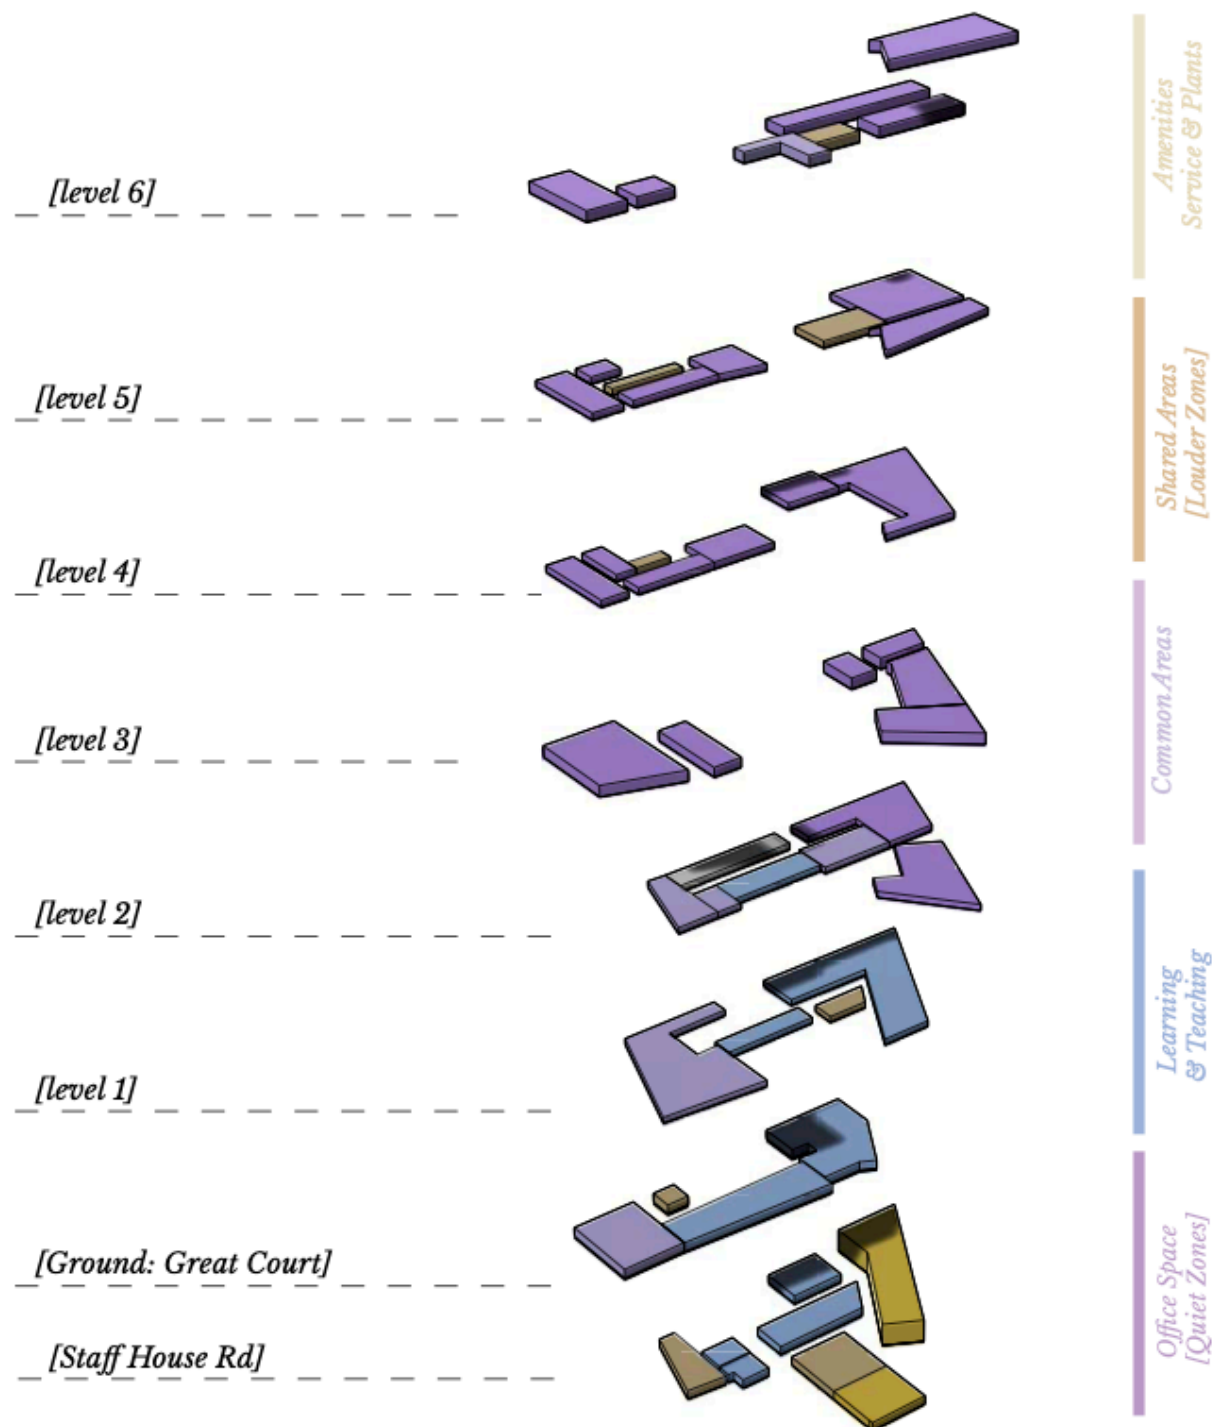 [level 6]
[level 5]
[level 4]
[level 3]
[level 2]
[level 1]
[Ground: Great Court]
[Staff House Rd]
Amenities
Service & Plants
Shared Areas
[Louder Zones]
Common Areas
Learning
& Teaching
Office Space
[Quiet Zones]